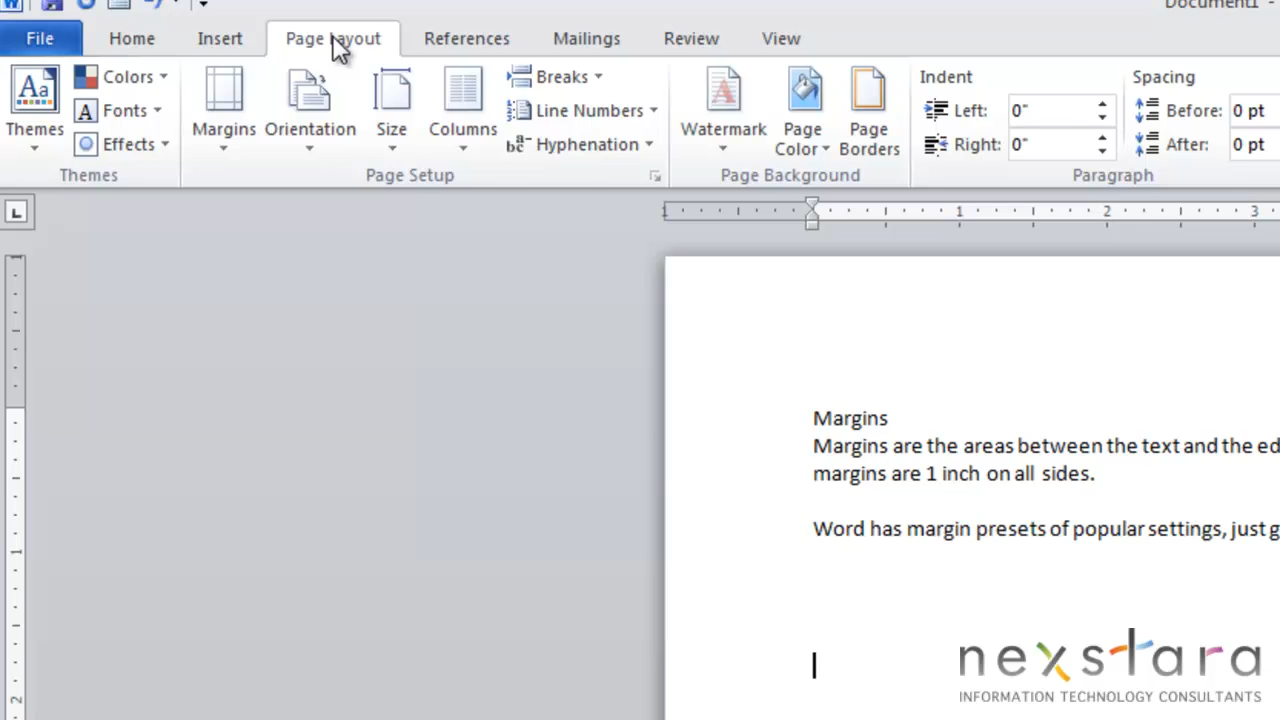 Document1 -
File Home Insert Page Layout References Mailings Review View
Themes
Colors
Fonts
Effects
Themes
Margins
Orientation
Size
Columns
Breaks
Line Numbers
Hyphenation
Page Setup
Watermark
Page Color
Page Borders
Page Background
Indent
Left: 0"
Right: 0"
Spacing
Before: 0 pt
After: 0 pt
Paragraph
L
1 1 2 3
1
2
Margins
Margins are the areas between the text and the ed
margins are 1 inch on all sides.
Word has margin presets of popular settings, just g
nexstara
INFORMATION TECHNOLOGY CONSULTANTS